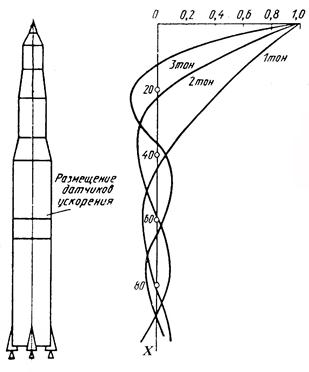 0 0,2 0,4 0,6 0,8 1,0
3тон
2тон
1тон
20
40
60
80
X
Размещение
датчиков
ускорения